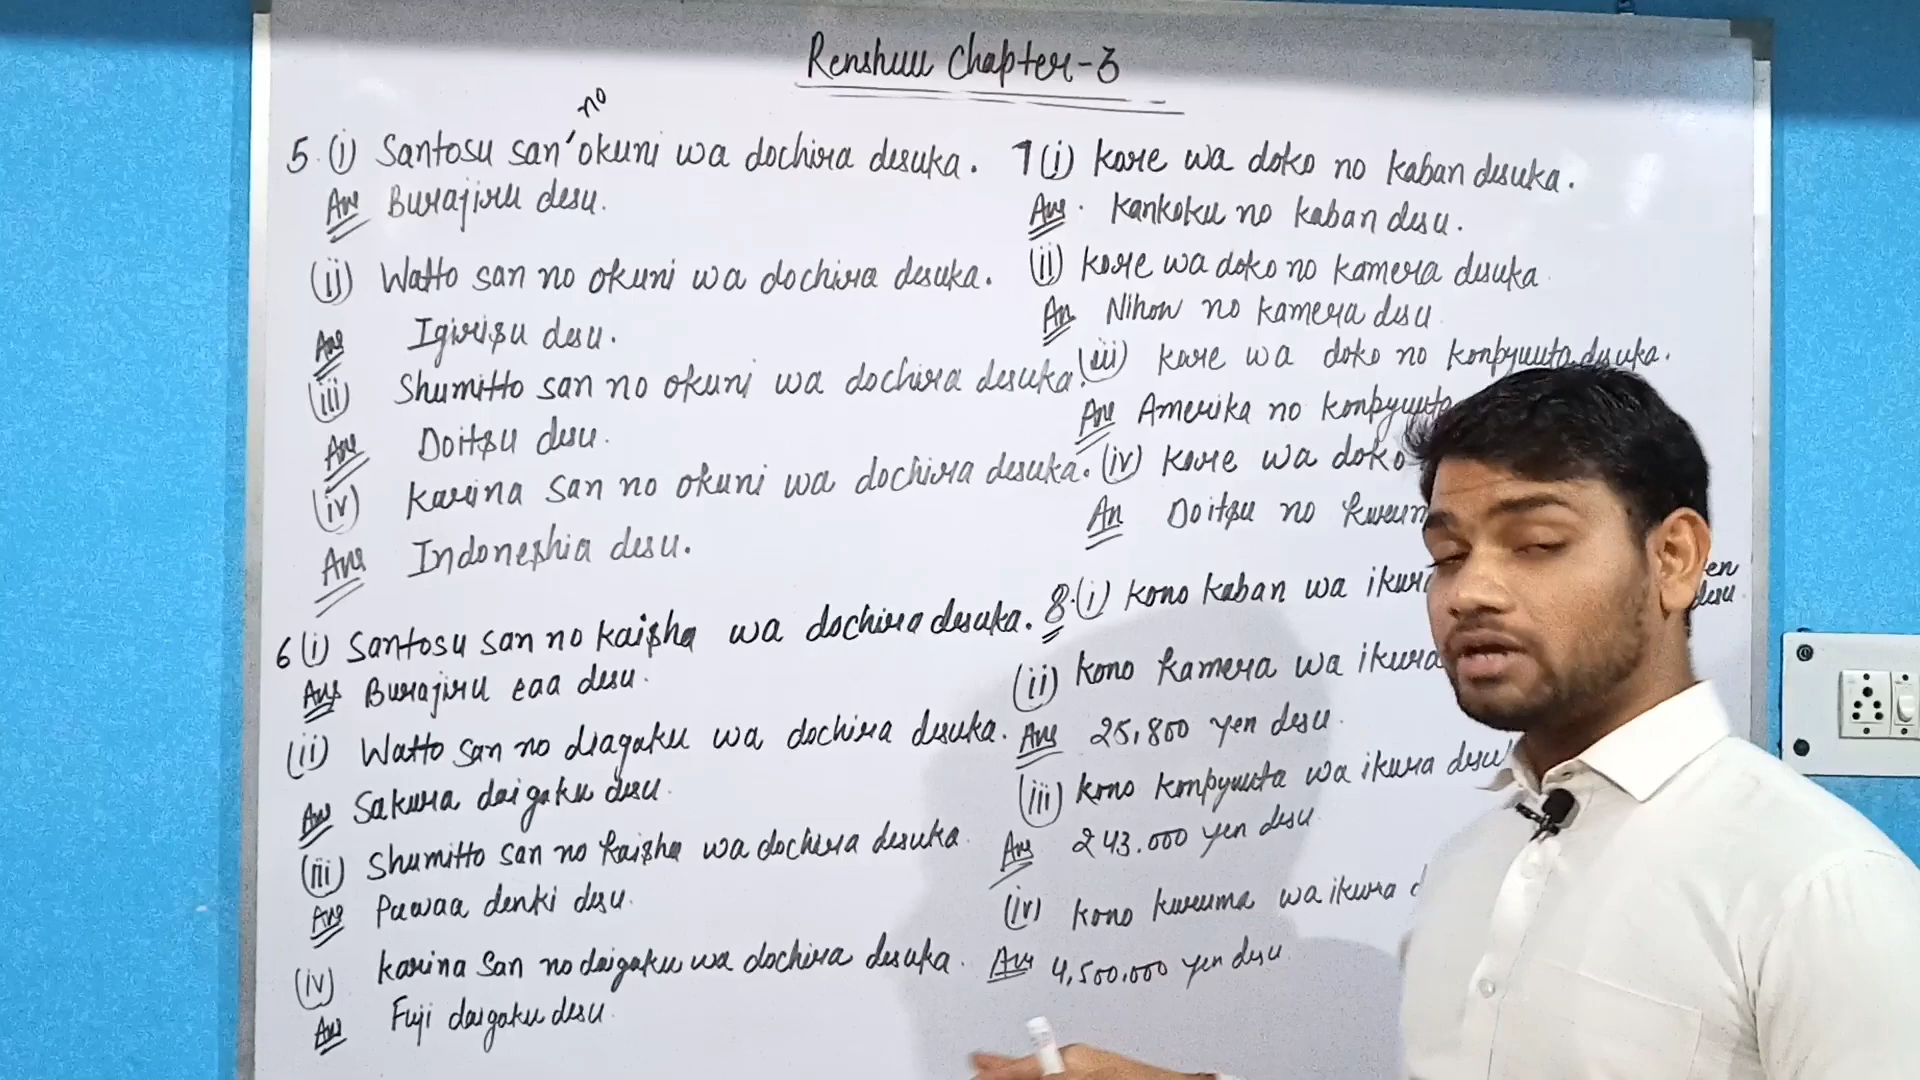 Renshuu Chapter-3
no
5. (i) Santosu san okuni wa dochira desuka.
Ans Burajiru desu.
(ii) Watto san no okuni wa dochira desuka.
Ans Igirisu desu.
(iii) Shumitto san no okuni wa dochira desuka.
Ans Doitsu desu.
(iv) Karina san no okuni wa dochira desuka.
Ans Indoneshia desu.
6 (i) Santosu san no kaisha wa dochira desuka.
Ans Burajiru eaa desu.
(ii) Watto san no diagaku wa dochira desuka.
Ans Sakura daigaku desu.
(iii) Shumitto san no kaisha wa dochira desuka.
Ans Pawaa denki desu.
(iv) Karina san no daigaku wa dochira desuka.
Ans Fuji daigaku desu.
7 (i) kore wa doko no kaban desuka.
Ans. Kankoku no kaban desu.
(ii) kore wa doko no kamera desuka
An Nihon no kamera desu
(iii) kore wa doko no konpyuuta desuka.
Ans Amerika no konpyuuta
(iv) kore wa doko
An Doitsu no
8. (i) kono kaban wa
en
desu
(ii) kono kamera wa ikura
Ans 25,800 yen desu.
(iii) kono konpyuuta wa ikura
Ans 243.000 yen desu.
(iv) kono kuruma wa ikura
Ans 4,500.000 yen desu